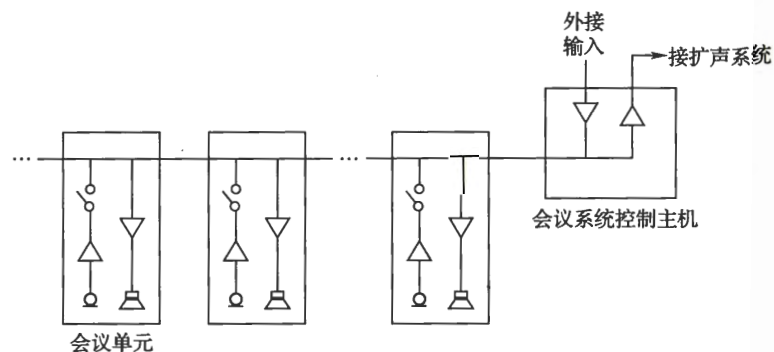 外接
输入
接扩声系统
会议系统控制主机
会议单元